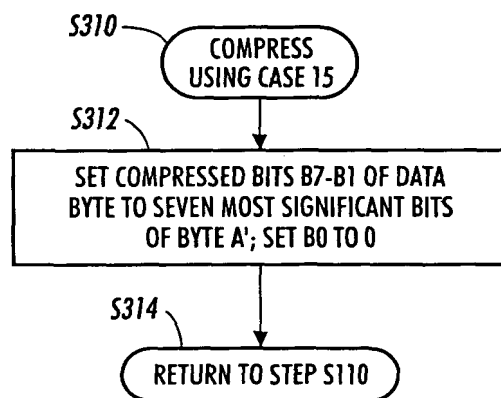 S310
COMPRESS
USING CASE 15
S312
SET COMPRESSED BITS B7-B1 OF DATA
BYTE TO SEVEN MOST SIGNIFICANT BITS
OF BYTE A'; SET B0 TO 0
S314
RETURN TO STEP S110